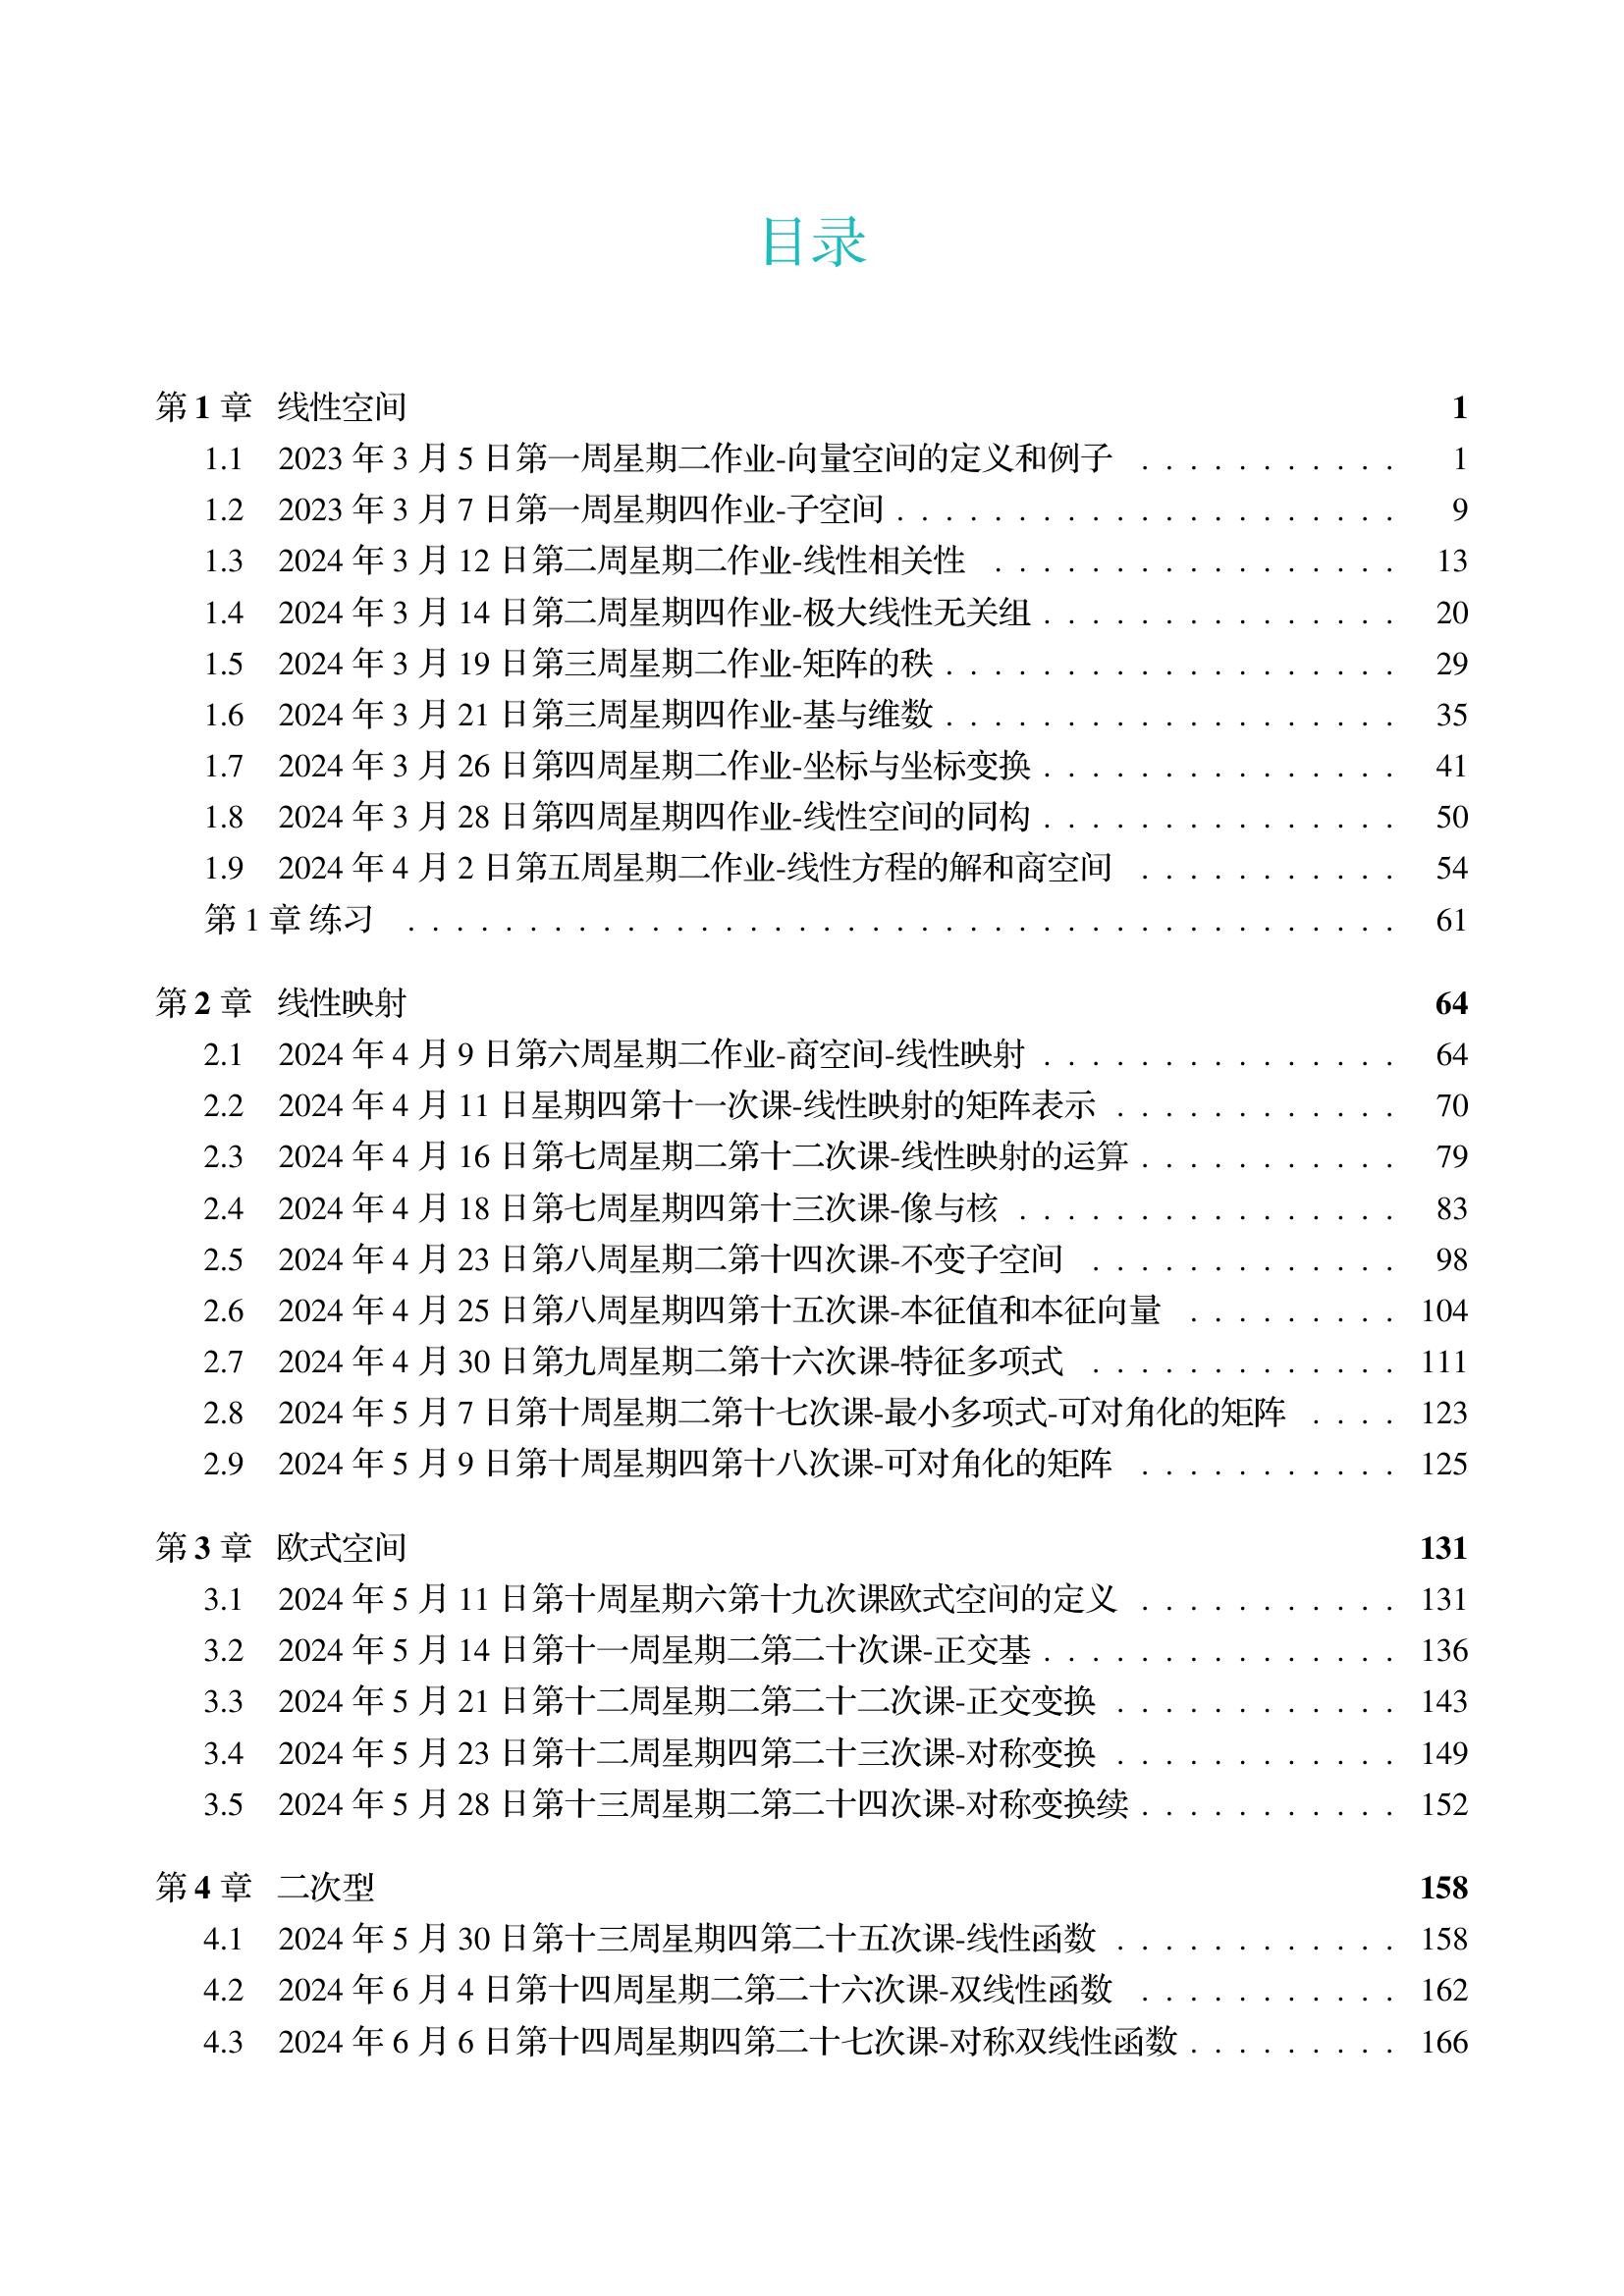 目录
第 1 章 线性空间 1
1.1 2023 年 3 月 5 日第一周星期二作业-向量空间的定义和例子 . . . . . . . . . . . 1
1.2 2023 年 3 月 7 日第一周星期四作业-子空间 . . . . . . . . . . . . . . . . . . . . . 9
1.3 2024 年 3 月 12 日第二周星期二作业-线性相关性 . . . . . . . . . . . . . . . . . 13
1.4 2024 年 3 月 14 日第二周星期四作业-极大线性无关组 . . . . . . . . . . . . . . . 20
1.5 2024 年 3 月 19 日第三周星期二作业-矩阵的秩 . . . . . . . . . . . . . . . . . . . 29
1.6 2024 年 3 月 21 日第三周星期四作业-基与维数 . . . . . . . . . . . . . . . . . . . 35
1.7 2024 年 3 月 26 日第四周星期二作业-坐标与坐标变换 . . . . . . . . . . . . . . . 41
1.8 2024 年 3 月 28 日第四周星期四作业-线性空间的同构 . . . . . . . . . . . . . . . 50
1.9 2024 年 4 月 2 日第五周星期二作业-线性方程的解和商空间 . . . . . . . . . . . 54
第 1 章 练习 . . . . . . . . . . . . . . . . . . . . . . . . . . . . . . . . . . . . . . . . . 61
第 2 章 线性映射 64
2.1 2024 年 4 月 9 日第六周星期二作业-商空间-线性映射 . . . . . . . . . . . . . . . 64
2.2 2024 年 4 月 11 日星期四第十一次课-线性映射的矩阵表示 . . . . . . . . . . . . 70
2.3 2024 年 4 月 16 日第七周星期二第十二次课-线性映射的运算 . . . . . . . . . . . 79
2.4 2024 年 4 月 18 日第七周星期四第十三次课-像与核 . . . . . . . . . . . . . . . . 83
2.5 2024 年 4 月 23 日第八周星期二第十四次课-不变子空间 . . . . . . . . . . . . . 98
2.6 2024 年 4 月 25 日第八周星期四第十五次课-本征值和本征向量 . . . . . . . . . 104
2.7 2024 年 4 月 30 日第九周星期二第十六次课-特征多项式 . . . . . . . . . . . . . 111
2.8 2024 年 5 月 7 日第十周星期二第十七次课-最小多项式-可对角化的矩阵 . . . . 123
2.9 2024 年 5 月 9 日第十周星期四第十八次课-可对角化的矩阵 . . . . . . . . . . . 125
第 3 章 欧式空间 131
3.1 2024 年 5 月 11 日第十周星期六第十九次课欧式空间的定义 . . . . . . . . . . . 131
3.2 2024 年 5 月 14 日第十一周星期二第二十次课-正交基 . . . . . . . . . . . . . . . 136
3.3 2024 年 5 月 21 日第十二周星期二第二十二次课-正交变换 . . . . . . . . . . . . 143
3.4 2024 年 5 月 23 日第十二周星期四第二十三次课-对称变换 . . . . . . . . . . . . 149
3.5 2024 年 5 月 28 日第十三周星期二第二十四次课-对称变换续 . . . . . . . . . . . 152
第 4 章 二次型 158
4.1 2024 年 5 月 30 日第十三周星期四第二十五次课-线性函数 . . . . . . . . . . . . 158
4.2 2024 年 6 月 4 日第十四周星期二第二十六次课-双线性函数 . . . . . . . . . . . 162
4.3 2024 年 6 月 6 日第十四周星期四第二十七次课-对称双线性函数 . . . . . . . . . 166